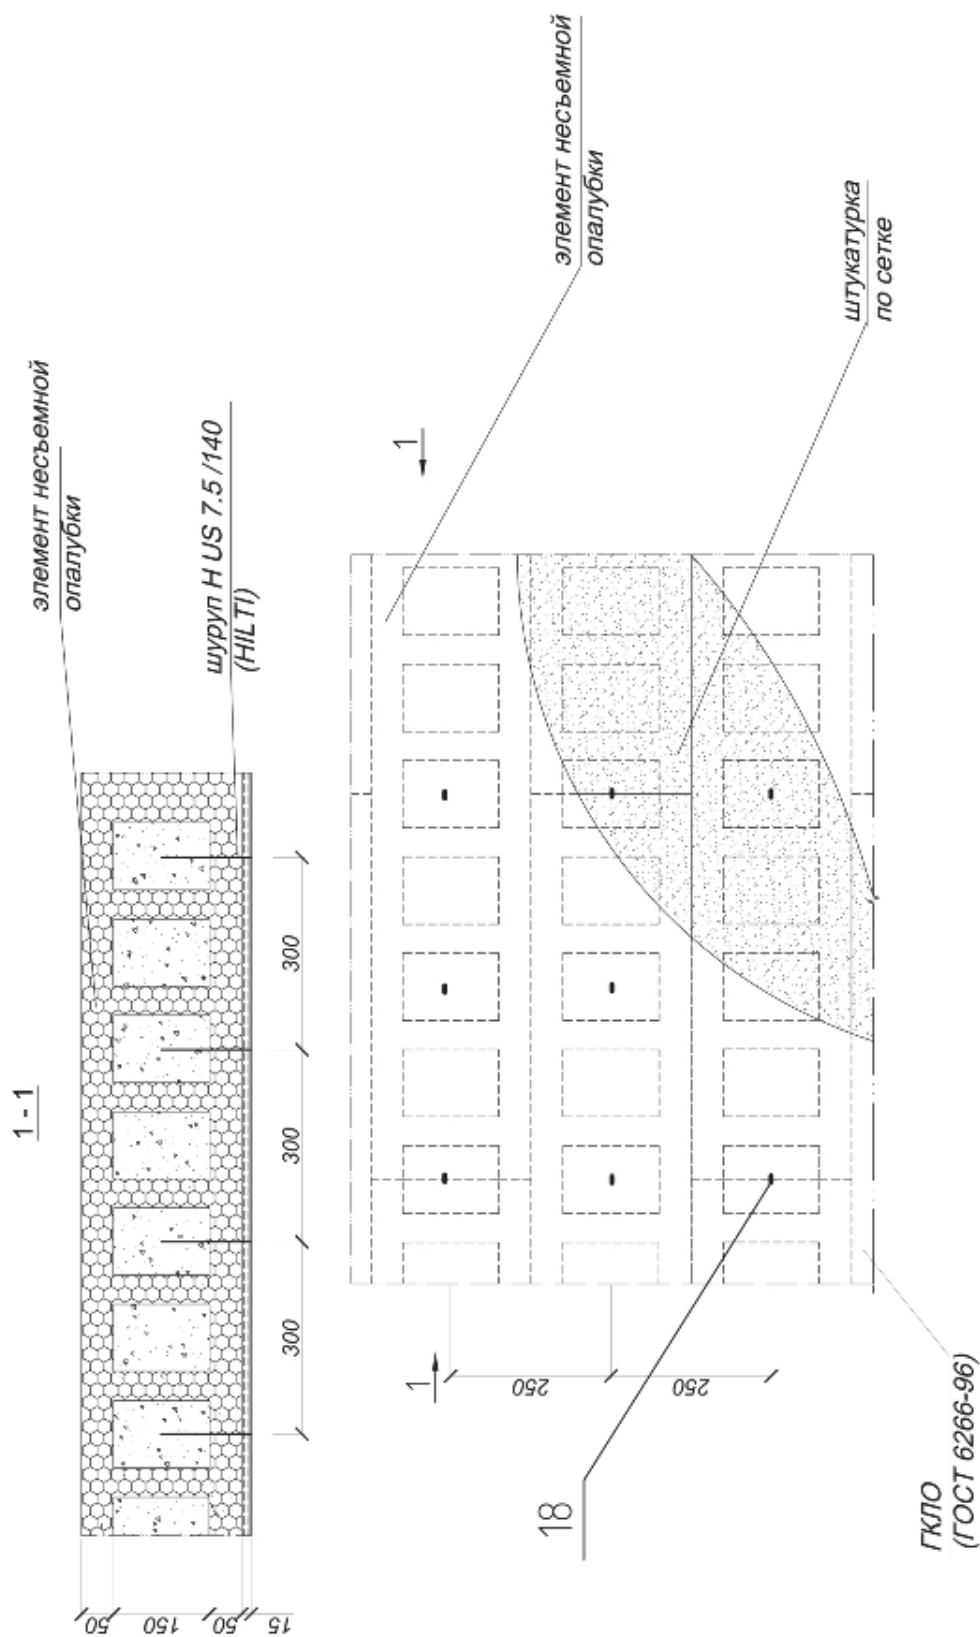 1 - 1
элемент несъемной
опалубки
шуруп H US 7.5 /140
(HILTI)
50
150
50
15
300
300
300
1
1
элемент несъемной
опалубки
штукатурка
по сетке
250
250
18
ГКЛО
(ГОСТ 6266-96)